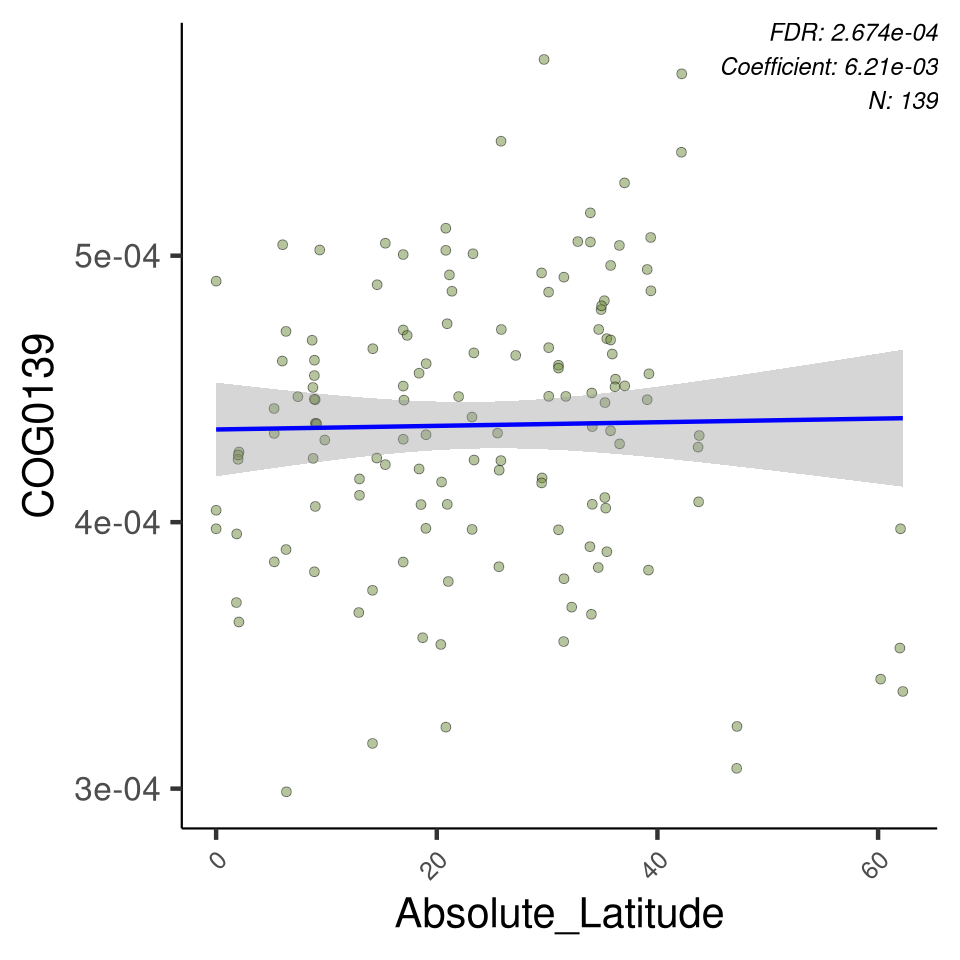 FDR: 2.674e-04
Coefficient: 6.21e-03
N: 139
COG0139
5e-04
4e-04
3e-04
0
20
40
60
Absolute_Latitude